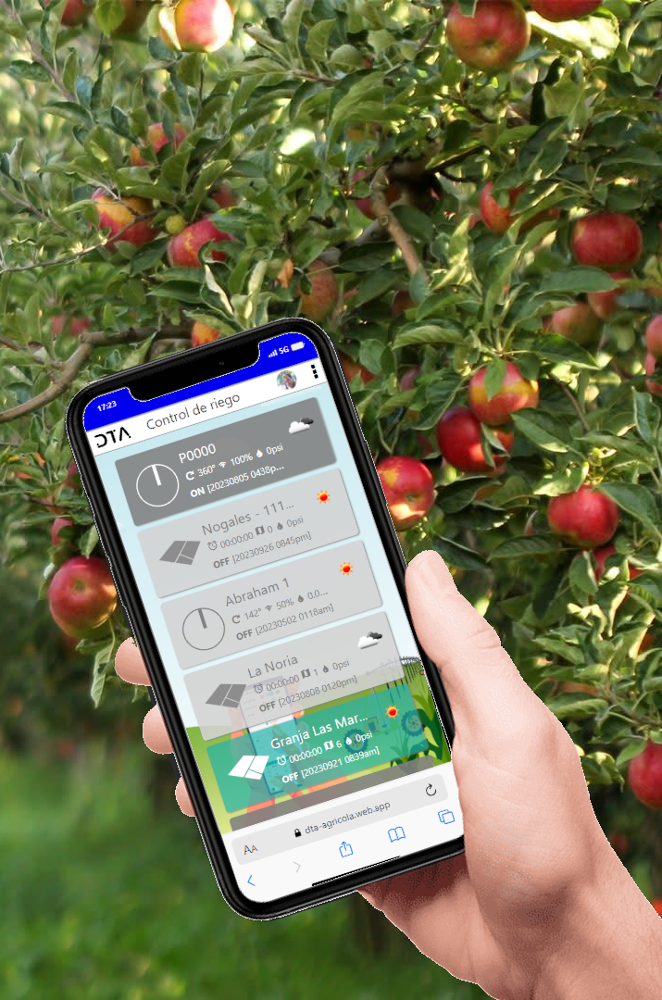 17:23
5G
DTA
Control de riego
P0000
360° 100% 0psi
ON [20230805 0438p...
Nogales - 111...
00:00:00 0 0psi
OFF [20230926 0845pm]
Abraham 1
142° 50% 0.0...
OFF [20230502 0118am]
La Noria
00:00:00 1 0psi
OFF [20230808 0120pm]
Granja Las Mar...
00:00:00 6 0psi
OFF [20230921 0839am]
AA
dta-agricola.web.app